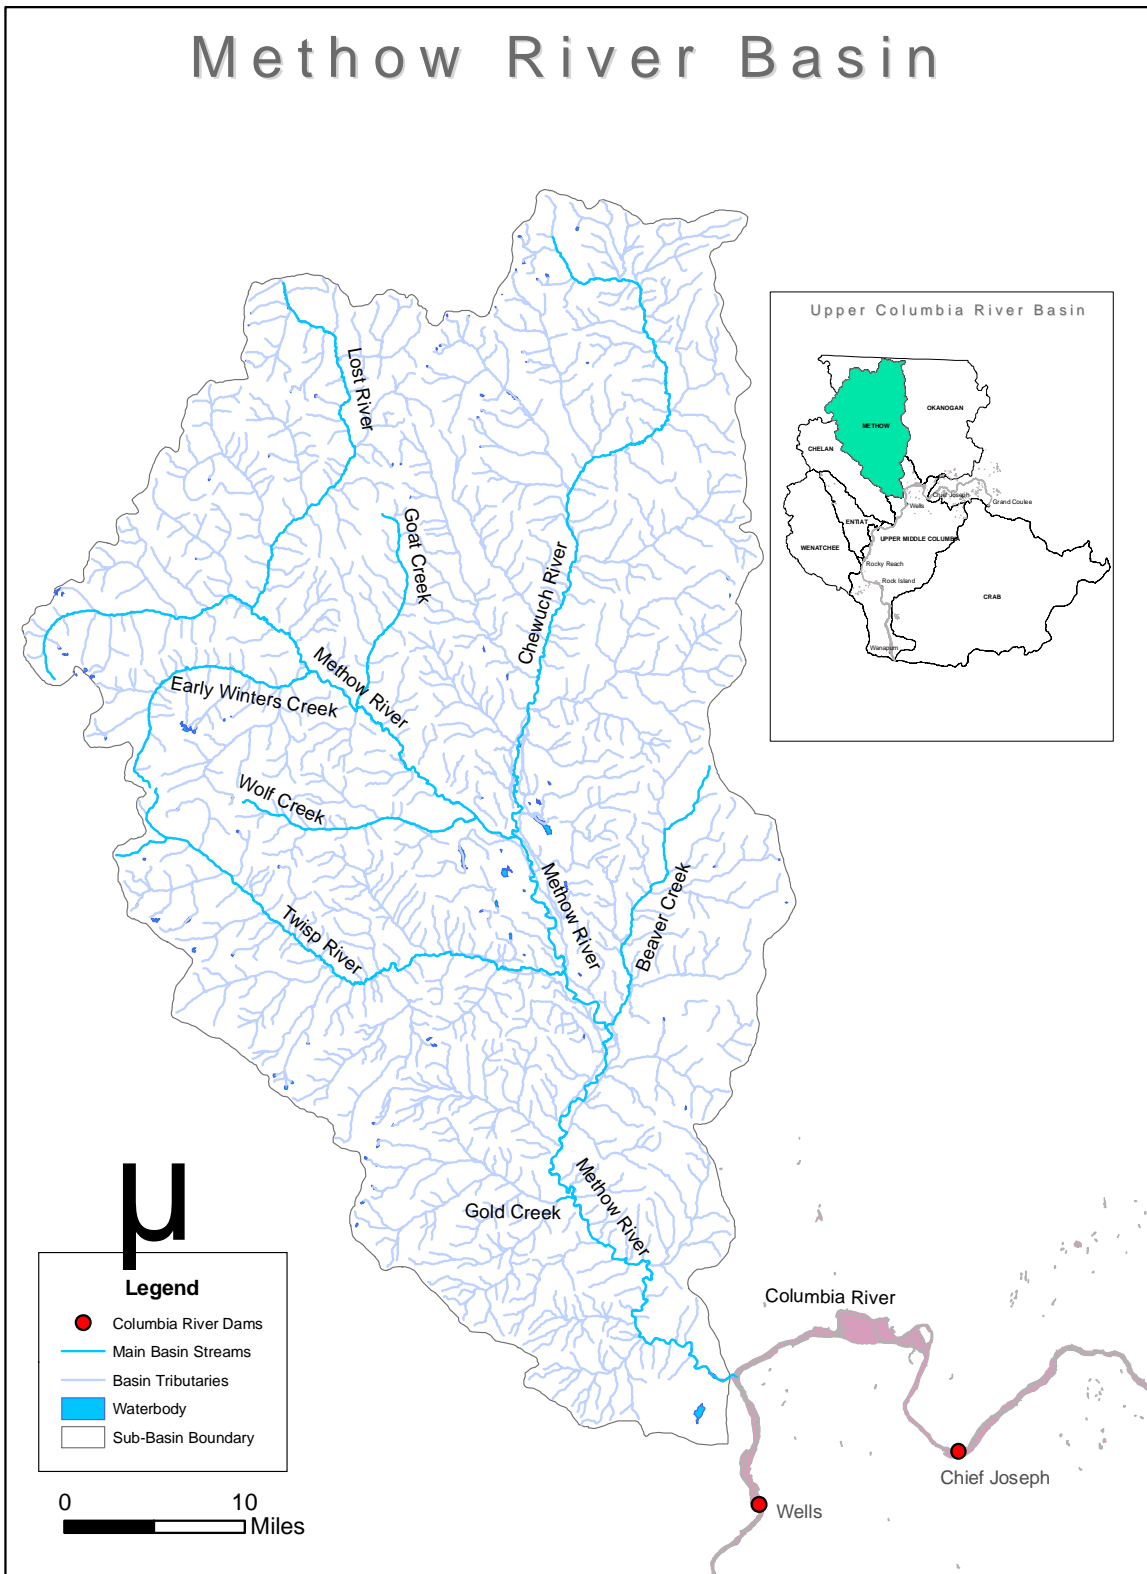 Methow River Basin
Upper Columbia River Basin
OKANOGAN
METHOW
CHELAN
Chief Joseph
Grand Coulee
Wells
ENTIAT
UPPER MIDDLE COLUMBIA
WENATCHEE
Rocky Reach
Rock Island
CRAB
Wanapum
Lost River
Goat Creek
Chewuch River
Methow River
Early Winters Creek
Wolf Creek
Methow River
Beaver Creek
Twisp River
Methow River
Gold Creek
Columbia River
Chief Joseph
Wells
µ
Legend
Columbia River Dams
Main Basin Streams
Basin Tributaries
Waterbody
Sub-Basin Boundary
0 10
Miles